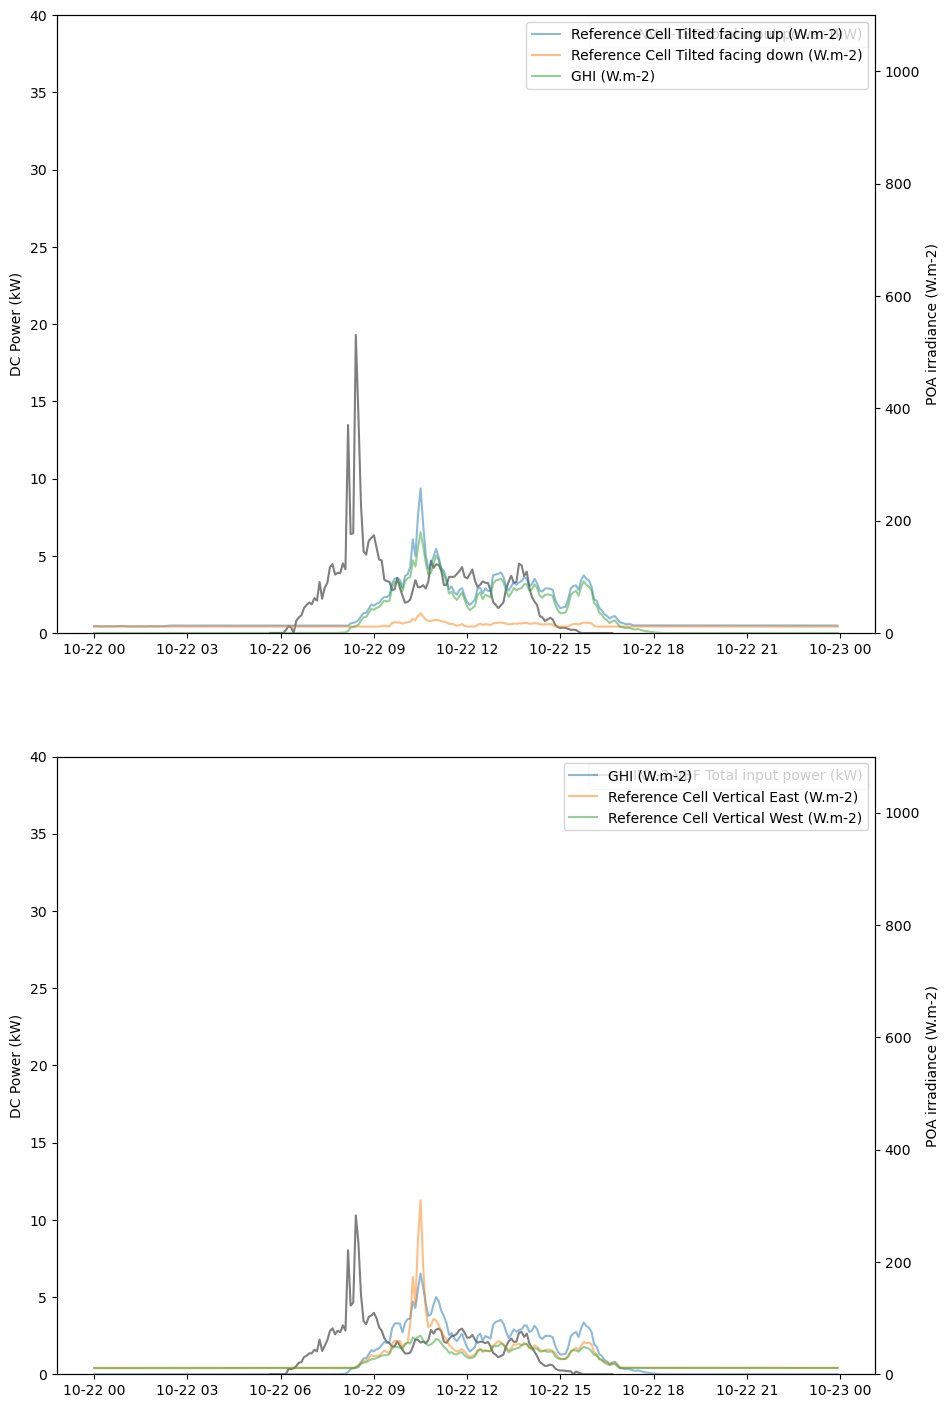 40
35
30
25
20
15
10
5
0
DC Power (kW)
Reference Cell Tilted facing up (W.m-2)
Reference Cell Tilted facing down (W.m-2)
GHI (W.m-2)
1000
800
600
400
200
0
POA irradiance (W.m-2)
10-22 00 10-22 03 10-22 06 10-22 09 10-22 12 10-22 15 10-22 18 10-22 21 10-23 00
40
35
30
25
20
15
10
5
0
DC Power (kW)
GHI (W.m-2) Total input power (kW)
Reference Cell Vertical East (W.m-2)
Reference Cell Vertical West (W.m-2)
1000
800
600
400
200
0
POA irradiance (W.m-2)
10-22 00 10-22 03 10-22 06 10-22 09 10-22 12 10-22 15 10-22 18 10-22 21 10-23 00